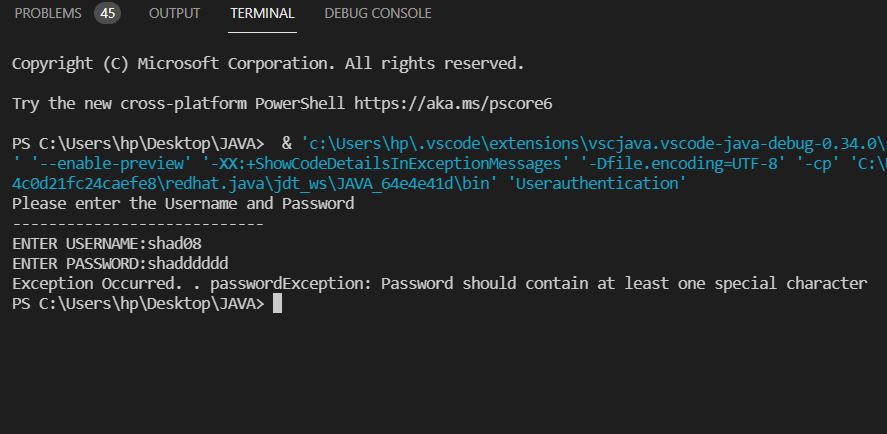 PROBLEMS 45 OUTPUT TERMINAL DEBUG CONSOLE
Copyright (C) Microsoft Corporation. All rights reserved.
Try the new cross-platform PowerShell https://aka.ms/pscore6
PS C:\Users\hp\Desktop\JAVA>  & 'c:\Users\hp\.vscode\extensions\vscjava.vscode-java-debug-0.34.0\
' '--enable-preview' '-XX:+ShowCodeDetailsInExceptionMessages' '-Dfile.encoding=UTF-8' '-cp' 'C:\
4c0d21fc24caefe8\redhat.java\jdt_ws\JAVA_64e4e41d\bin' 'Userauthentication'
Please enter the Username and Password
----------------------------
ENTER USERNAME:shad08
ENTER PASSWORD:shadddddd
Exception Occurred. . passwordException: Password should contain at least one special character
PS C:\Users\hp\Desktop\JAVA>